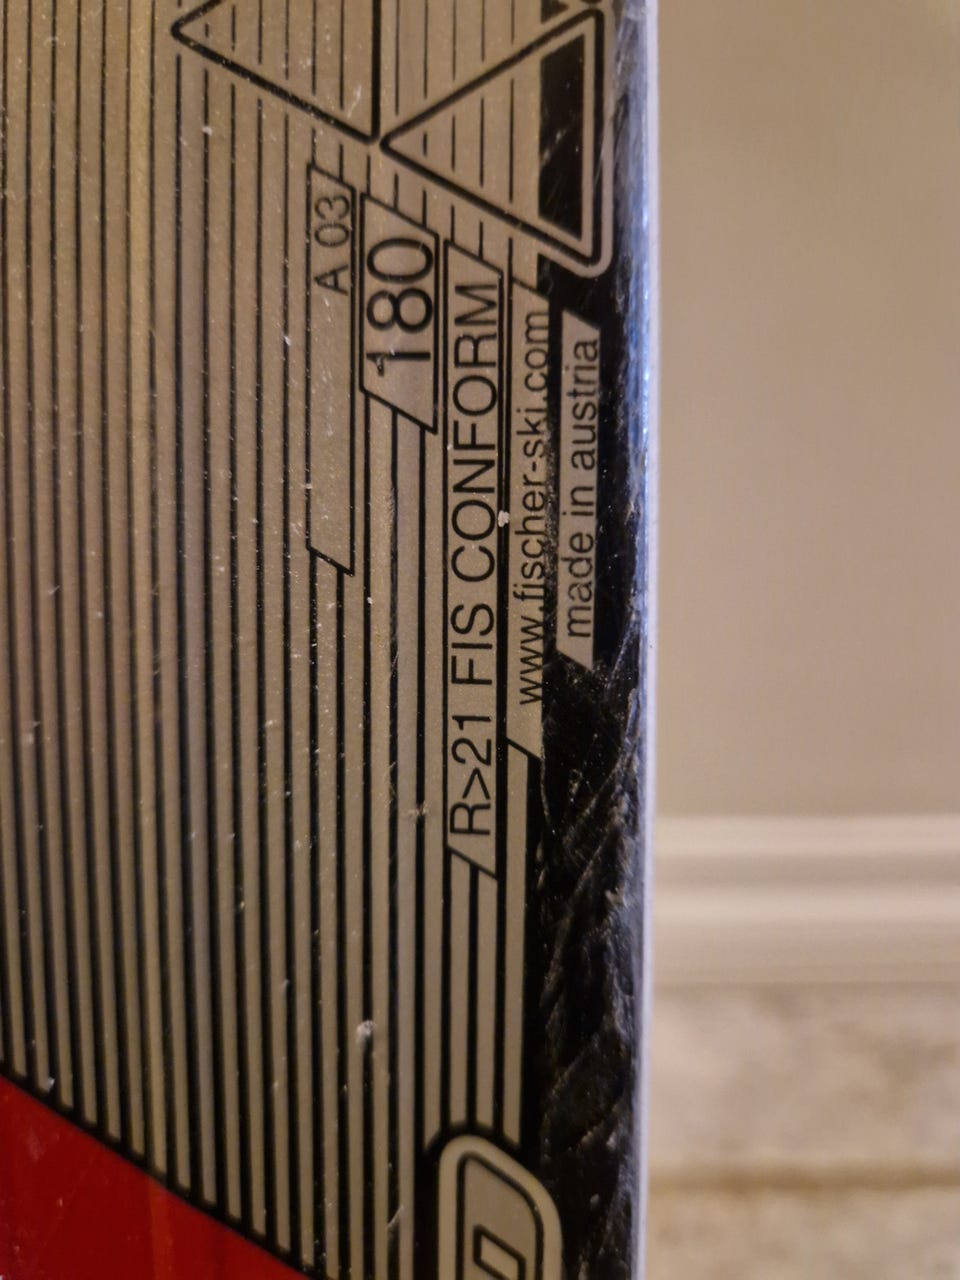 A 03
180
R>21 FIS CONFORM
www.fischer-ski.com
made in austria